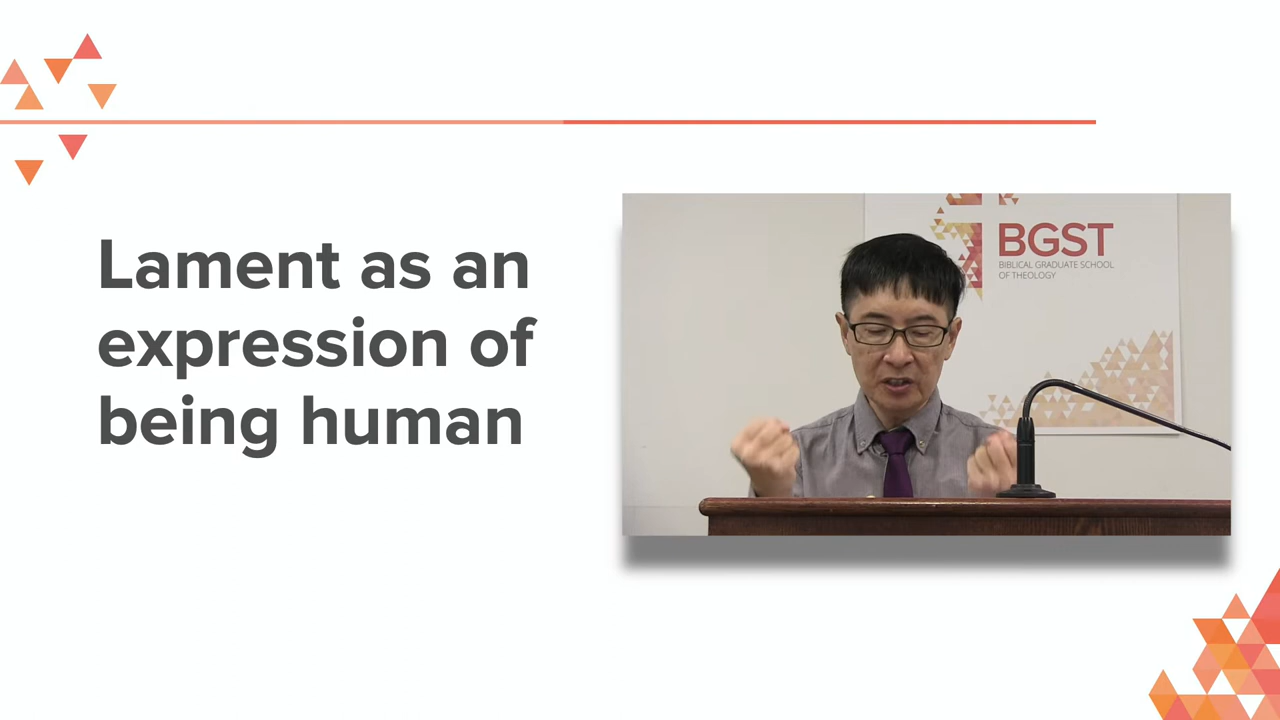 Lament as an
expression of
being human
BGST
BIBLICAL GRADUATE SCHOOL
OF THEOLOGY